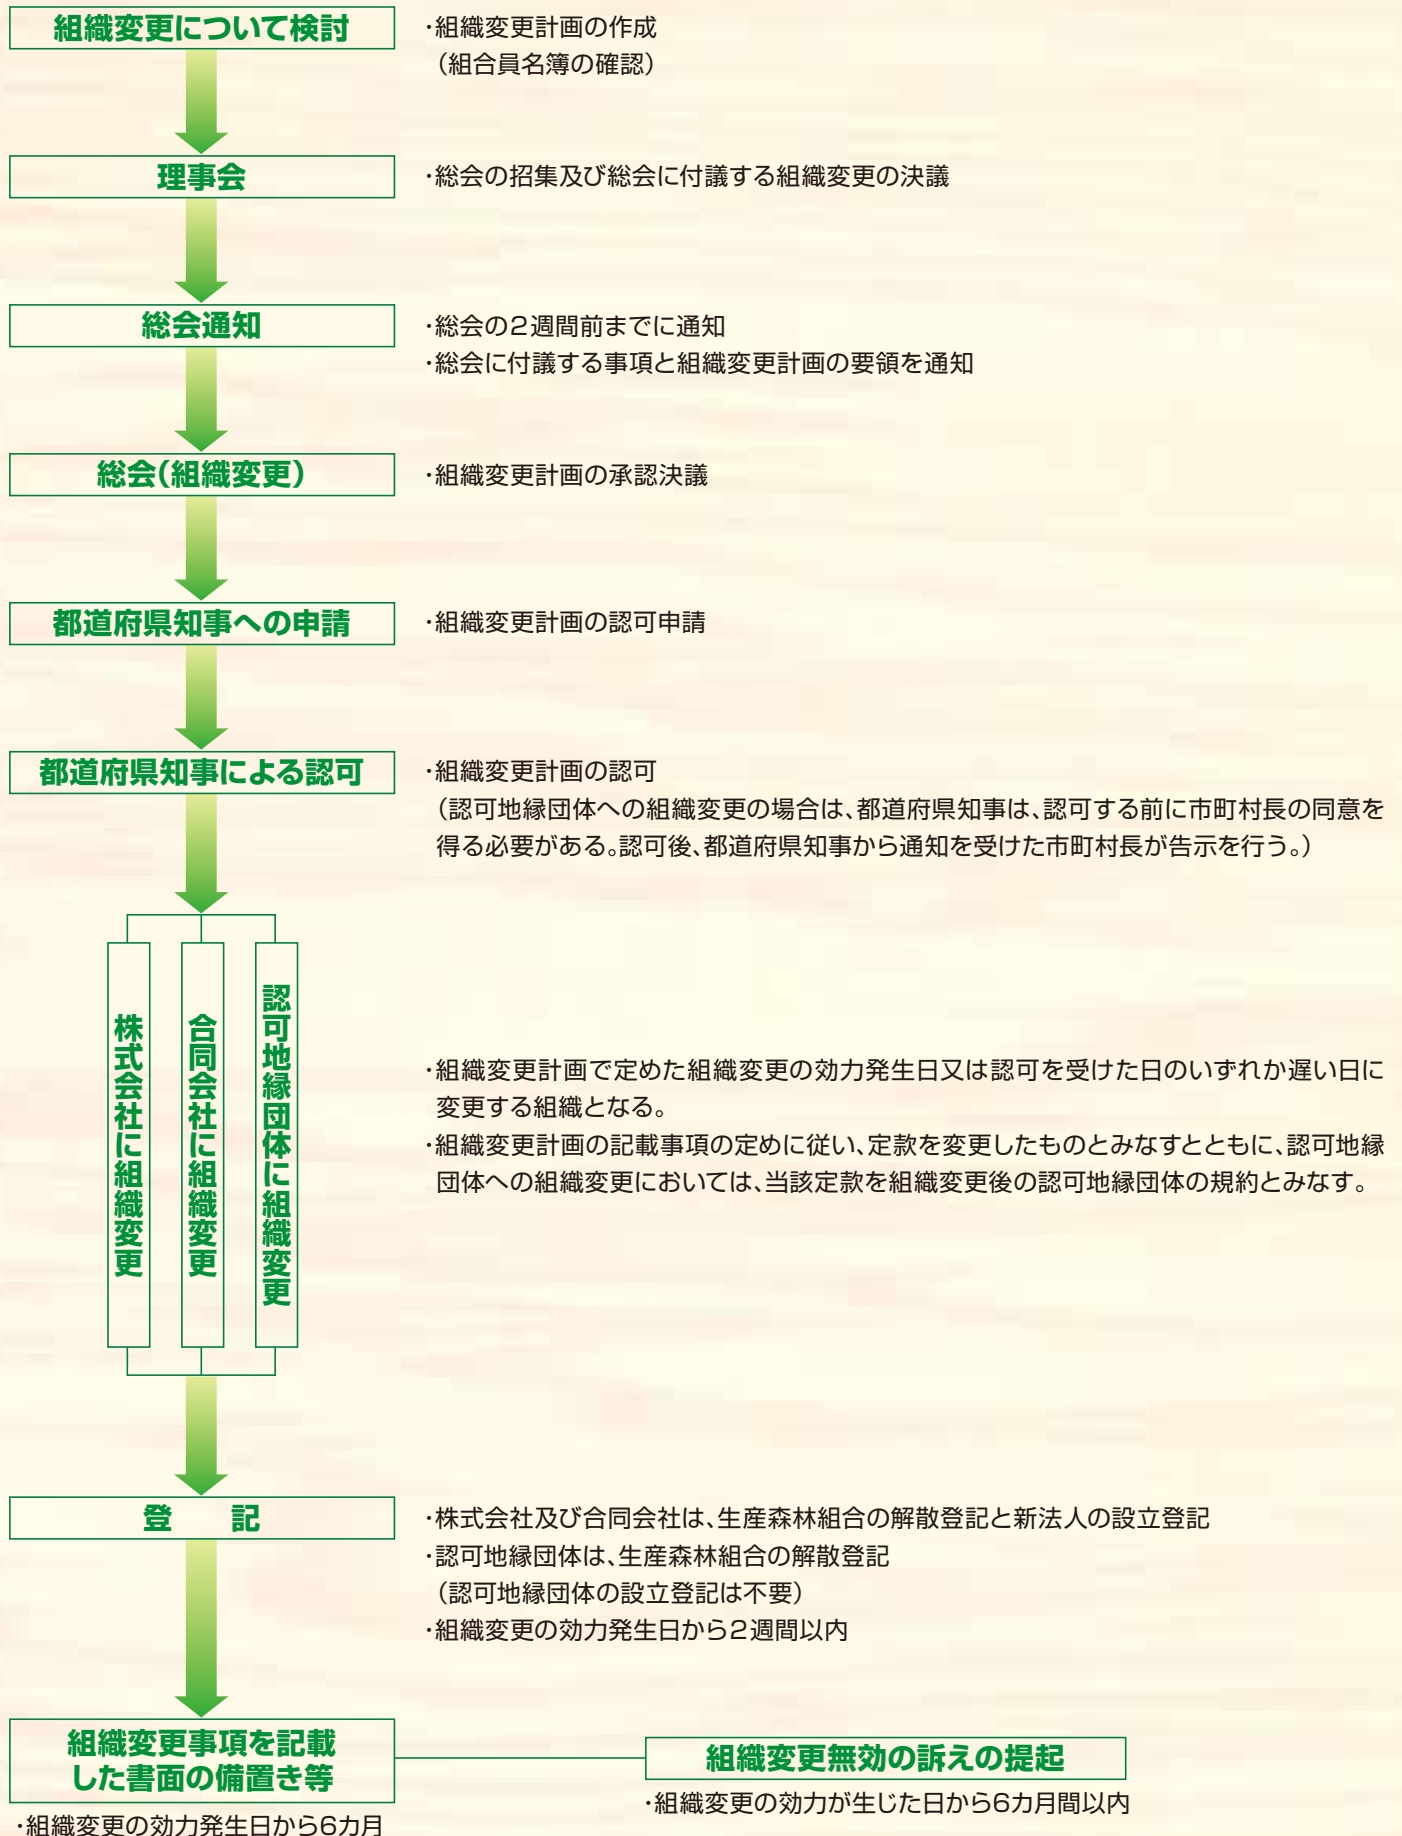 組織変更について検討
・組織変更計画の作成
（組合員名簿の確認）
理事会
・総会の招集及び総会に付議する組織変更の決議
総会通知
・総会の2週間前までに通知
・総会に付議する事項と組織変更計画の要領を通知
総会（組織変更）
・組織変更計画の承認決議
都道府県知事への申請
・組織変更計画の認可申請
都道府県知事による認可
・組織変更計画の認可
（認可地縁団体への組織変更の場合は、都道府県知事は、認可する前に市町村長の同意を
得る必要がある。認可後、都道府県知事から通知を受けた市町村長が告示を行う。）
株式会社に組織変更
合同会社に組織変更
認可地縁団体に組織変更
・組織変更計画で定めた組織変更の効力発生日又は認可を受けた日のいずれか遅い日に
変更する組織となる。
・組織変更計画の記載事項の定めに従い、定款を変更したものとみなすとともに、認可地縁
団体への組織変更においては、当該定款を組織変更後の認可地縁団体の規約とみなす。
登　記
・株式会社及び合同会社は、生産森林組合の解散登記と新法人の設立登記
・認可地縁団体は、生産森林組合の解散登記
（認可地縁団体の設立登記は不要）
・組織変更の効力発生日から2週間以内
組織変更事項を記載
した書面の備置き等
・組織変更の効力発生日から6カ月
組織変更無効の訴えの提起
・組織変更の効力が生じた日から6カ月間以内